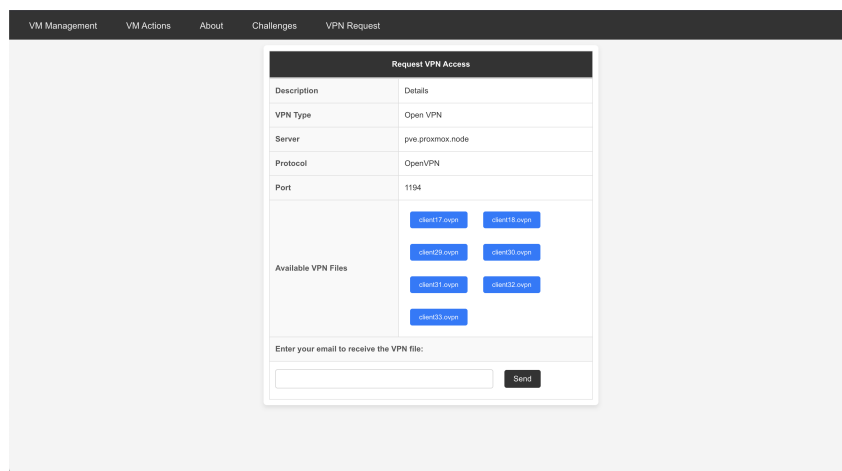 VM Management VM Actions About Challenges VPN Request
Request VPN Access
Description Details
VPN Type Open VPN
Server pve.proxmox.node
Protocol OpenVPN
Port 1194
client17.ovpn client18.ovpn
client29.ovpn client30.ovpn
Available VPN Files
client31.ovpn client32.ovpn
client33.ovpn
Enter your email to receive the VPN file:
Send